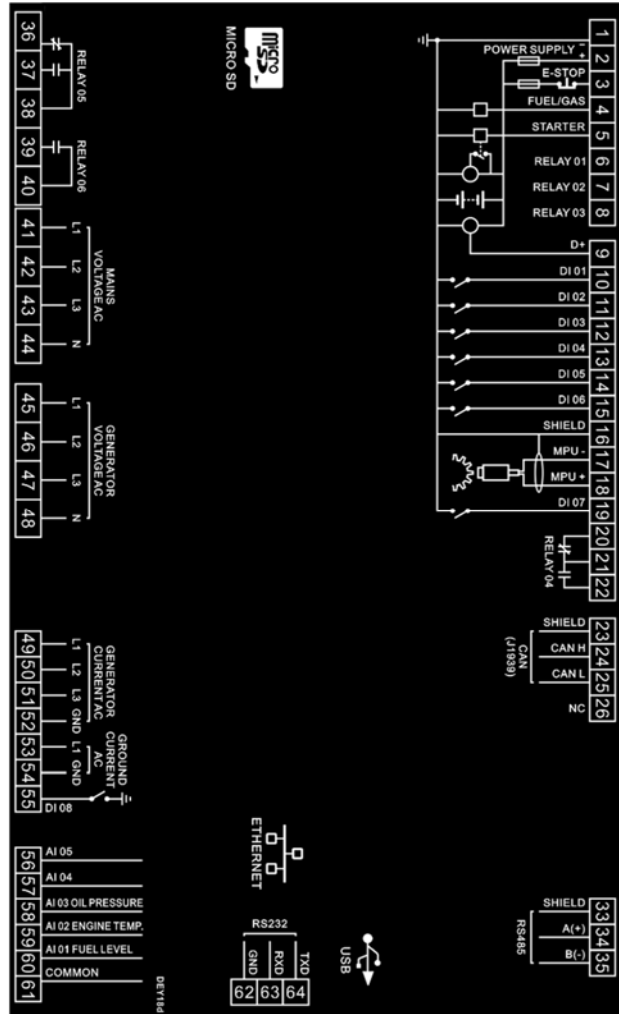 36
37
38
RELAY 05
39
40
RELAY 06
41 L1
42 L2
43 L3
44 N
MAINS
VOLTAGE AC
45 L1
46 L2
47 L3
48 N
GENERATOR
VOLTAGE AC
49 L1
50 L2
51 L3
52 GND
GENERATOR
CURRENT AC
53 L1
54 GND
GROUND
CURRENT
AC
55 DI 08
56 AI 05
57 AI 04
58 AI 03 OIL PRESSURE
59 AI 02 ENGINE TEMP.
60 AI 01 FUEL LEVEL
61 COMMON
DEY18d
Micro
SD
MICRO SD
ETHERNET
RS232
GND RXD TXD
62 63 64
USB
1
POWER SUPPLY - + 2
E-STOP 3
FUEL/GAS 4
STARTER 5
RELAY 01 6
RELAY 02 7
RELAY 03 8
D+ 9
DI 01 10
DI 02 11
DI 03 12
DI 04 13
DI 05 14
DI 06 15
SHIELD 16
MPU - 17
MPU + 18
DI 07 19
20
21
22
RELAY 04
SHIELD 23
CAN H 24
CAN L 25
NC 26
CAN
(J1939)
SHIELD 33
A(+) 34
B(-) 35
RS485